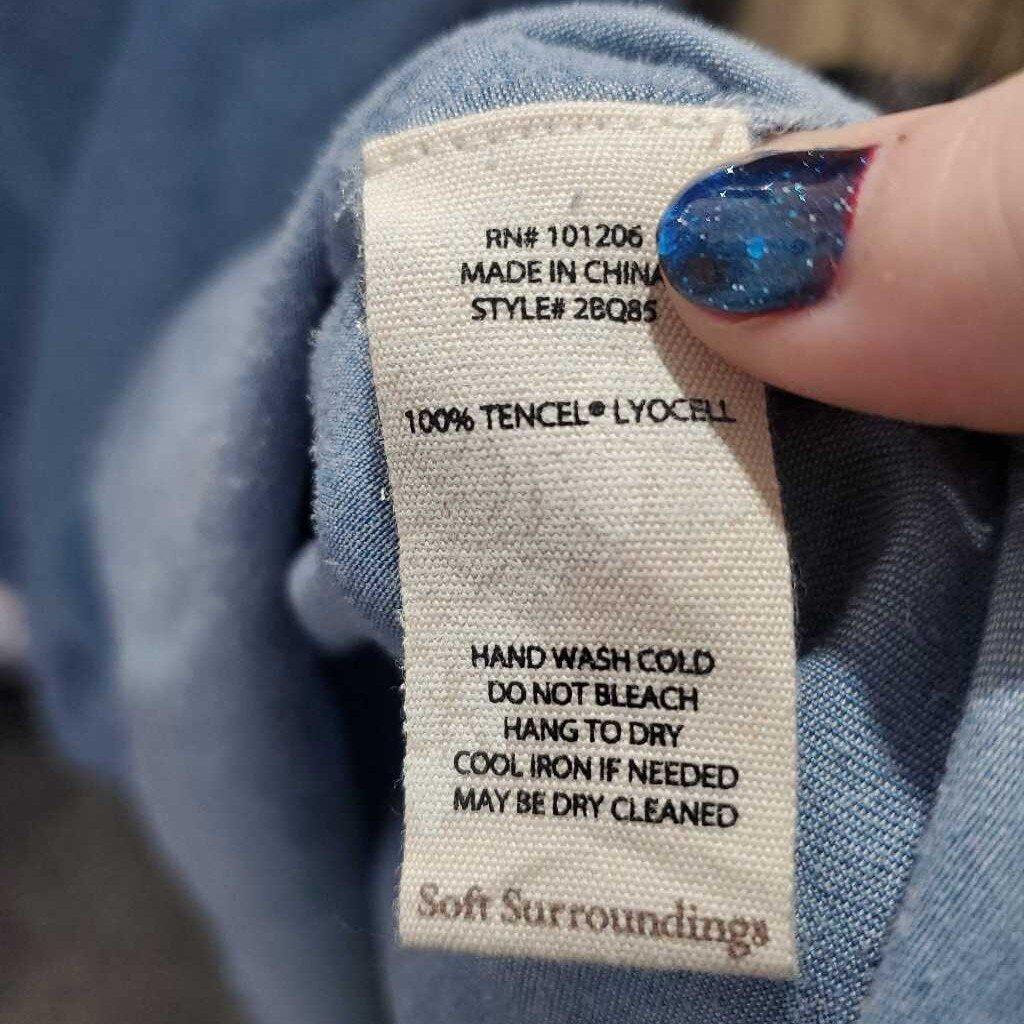 RN# 101206
MADE IN CHINA
STYLE# 2BQ85
100% TENCEL® LYOCELL
HAND WASH COLD
DO NOT BLEACH
HANG TO DRY
COOL IRON IF NEEDED
MAY BE DRY CLEANED
Soft Surroundings